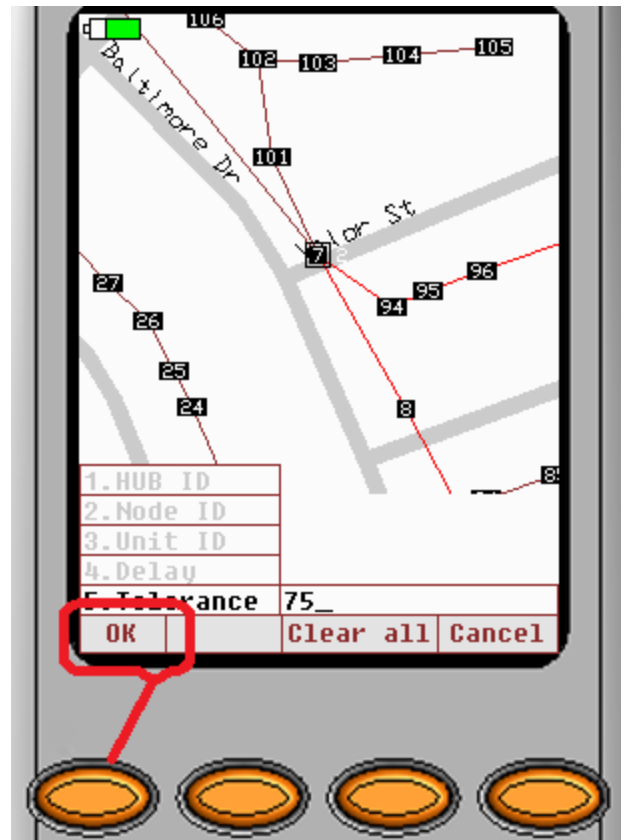 106
102
103
104
105
Baltimore Dr
101
St
7
27
96
95
94
26
25
24
8
1.HUB ID
2.Node ID
3.Unit ID
4.Delay
5.Tolerance 75_
OK Clear all Cancel